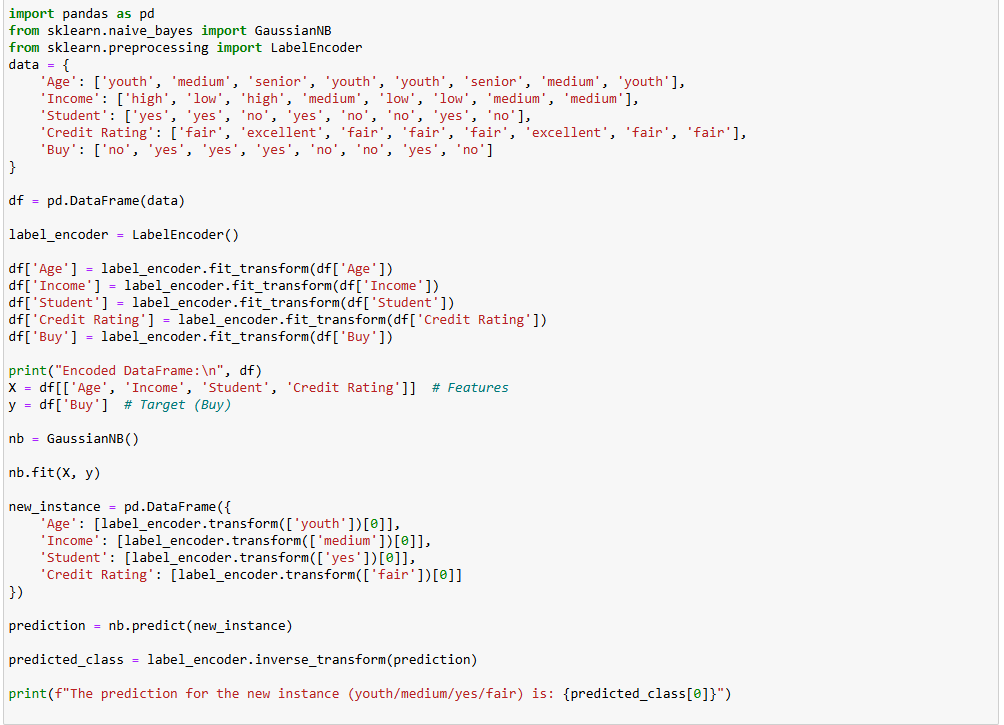 import pandas as pd
from sklearn.naive_bayes import GaussianNB
from sklearn.preprocessing import LabelEncoder
data = {
    'Age': ['youth', 'medium', 'senior', 'youth', 'youth', 'senior', 'medium', 'youth'],
    'Income': ['high', 'low', 'high', 'medium', 'low', 'low', 'medium', 'medium'],
    'Student': ['yes', 'yes', 'no', 'yes', 'no', 'no', 'yes', 'no'],
    'Credit Rating': ['fair', 'excellent', 'fair', 'fair', 'fair', 'excellent', 'fair', 'fair'],
    'Buy': ['no', 'yes', 'yes', 'yes', 'no', 'no', 'yes', 'no']
}
df = pd.DataFrame(data)
label_encoder = LabelEncoder()
df['Age'] = label_encoder.fit_transform(df['Age'])
df['Income'] = label_encoder.fit_transform(df['Income'])
df['Student'] = label_encoder.fit_transform(df['Student'])
df['Credit Rating'] = label_encoder.fit_transform(df['Credit Rating'])
df['Buy'] = label_encoder.fit_transform(df['Buy'])
print("Encoded DataFrame:\n", df)
X = df[['Age', 'Income', 'Student', 'Credit Rating']]  # Features
y = df['Buy']  # Target (Buy)
nb = GaussianNB()
nb.fit(X, y)
new_instance = pd.DataFrame({
    'Age': [label_encoder.transform(['youth'])[0]],
    'Income': [label_encoder.transform(['medium'])[0]],
    'Student': [label_encoder.transform(['yes'])[0]],
    'Credit Rating': [label_encoder.transform(['fair'])[0]]
})
prediction = nb.predict(new_instance)
predicted_class = label_encoder.inverse_transform(prediction)
print(f"The prediction for the new instance (youth/medium/yes/fair) is: {predicted_class[0]}")